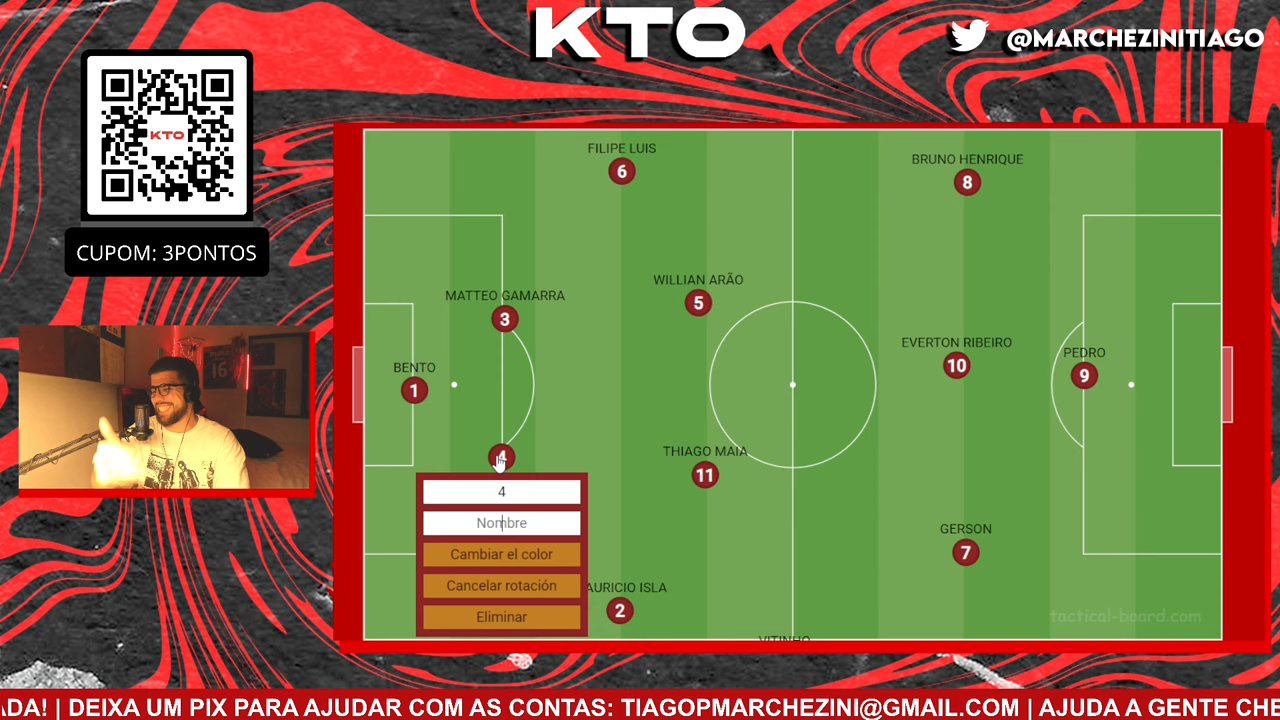 KTO
@MARCHEZINITIAGO
KTO
CUPOM: 3PONTOS
FILIPE LUIS
6
BRUNO HENRIQUE
8
WILLIAN ARÃO
5
MATTEO GAMARRA
3
EVERTON RIBEIRO
10
PEDRO
9
BENTO
1
4
THIAGO MAIA
11
4
Nombre
Cambiar el color
Cancelar rotación
Eliminar
GERSON
7
AURICIO ISLA
2
tactical-board.com
VITINHO
ADA! | DEIXA UM PIX PARA AJUDAR COM AS CONTAS: TIAGOPMARCHEZINI@GMAIL.COM | AJUDA A GENTE CHE